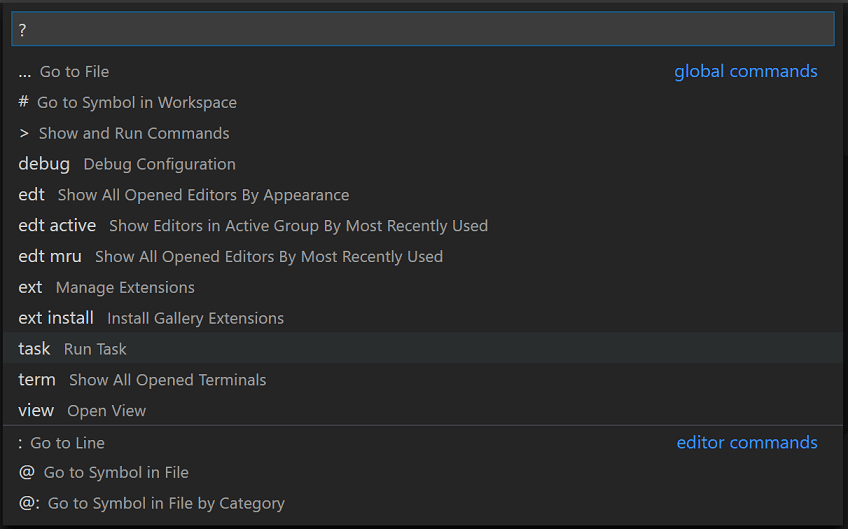 ?
... Go to File global commands
# Go to Symbol in Workspace
> Show and Run Commands
debug Debug Configuration
edt Show All Opened Editors By Appearance
edt active Show Editors in Active Group By Most Recently Used
edt mru Show All Opened Editors By Most Recently Used
ext Manage Extensions
ext install Install Gallery Extensions
task Run Task
term Show All Opened Terminals
view Open View
: Go to Line editor commands
@ Go to Symbol in File
@: Go to Symbol in File by Category